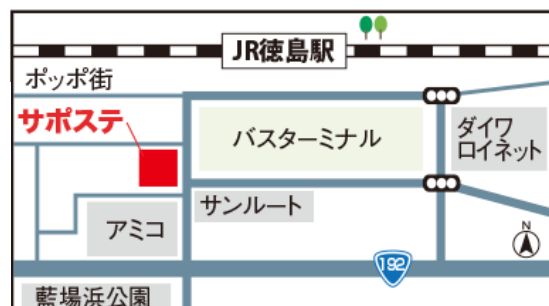 JR徳島駅
ポッポ街
サポステ
バスターミナル
ダイワ
ロイネット
サンルート
アミコ
N
192
藍場浜公園